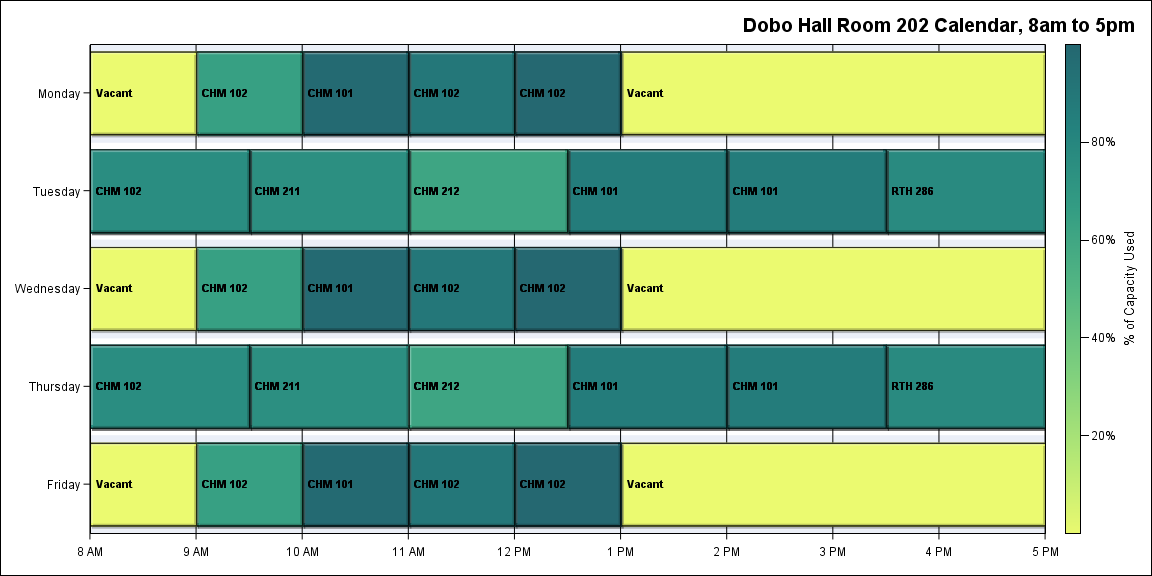 Dobo Hall Room 202 Calendar, 8am to 5pm
Monday
Vacant
CHM 102
CHM 101
CHM 102
CHM 102
Vacant
Tuesday
CHM 102
CHM 211
CHM 212
CHM 101
CHM 101
RTH 286
Wednesday
Vacant
CHM 102
CHM 101
CHM 102
CHM 102
Vacant
Thursday
CHM 102
CHM 211
CHM 212
CHM 101
CHM 101
RTH 286
Friday
Vacant
CHM 102
CHM 101
CHM 102
CHM 102
Vacant
8 AM
9 AM
10 AM
11 AM
12 PM
1 PM
2 PM
3 PM
4 PM
5 PM
80%
60%
40%
20%
% of Capacity Used